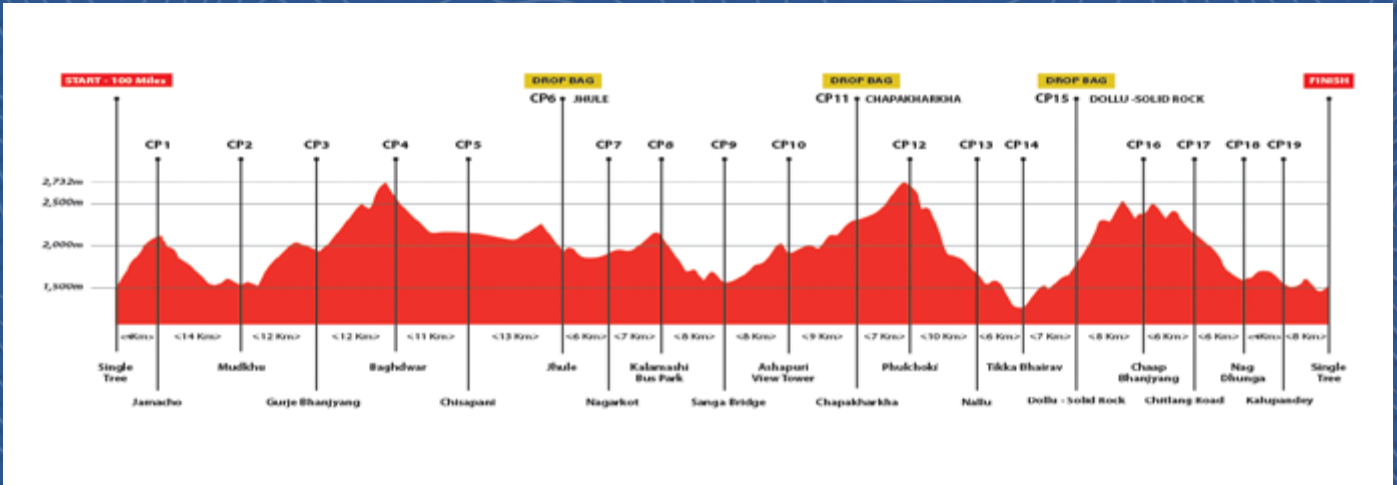 START - 100 Miles
DROP BAG
DROP BAG
DROP BAG
FINISH
CP6 JHULE
CP11 CHAPAKHARKHA
CP15 DOLLU -SOLID ROCK
CP1
CP2
CP3
CP4
CP5
CP7
CP8
CP9
CP10
CP12
CP13
CP14
CP16
CP17
CP18
CP19
2,732m
2,500m
2,000m
1,500m
<4Km>
<14 Km>
<12 Km>
<12 Km>
<11 Km>
<13 Km>
<6 Km>
<7 Km>
<8 Km>
<8 Km>
<9 Km>
<7 Km>
<10 Km>
<6 Km>
<7 Km>
<8 Km>
<6 Km>
<6 Km>
<4Km>
<8 Km>
Single
Tree
Mudkhu
Baghdwar
Jhule
Kalamashi
Bus Park
Ashapuri
View Tower
Phulchoki
Tikka Bhairav
Chaap
Bhanjyang
Nag
Dhunga
Single
Tree
Jamacho
Gurje Bhanjyang
Chisapani
Nagarkot
Sanga Bridge
Chapakharkha
Nallu
Dollu - Solid Rock
Chitlang Road
Kalupandey